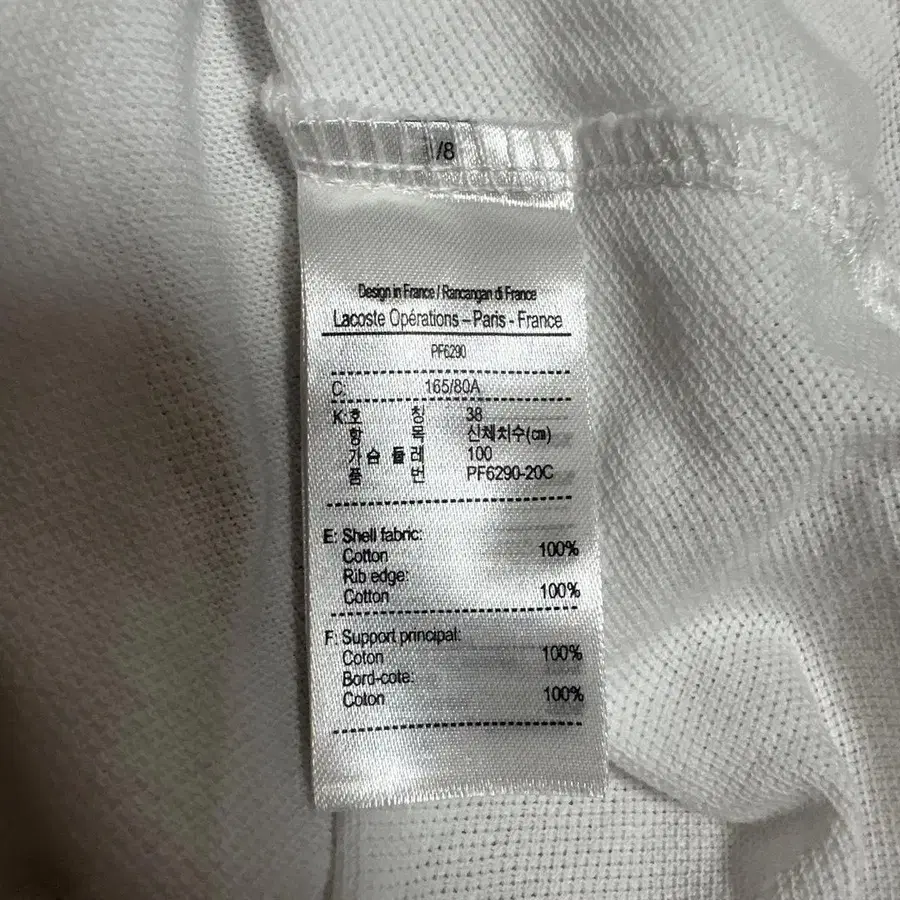 /8
Design in France / Rancangan di France
Lacoste Opérations – Paris - France
PF6290
C: 165/80A
K: 호 칭 38
항 목 신체치수(cm)
가 슴 둘 레 100
품 번 PF6290-20C
E: Shell fabric:
Cotton 100%
Rib edge:
Cotton 100%
F: Support principal:
Coton 100%
Bord-cote:
Coton 100%